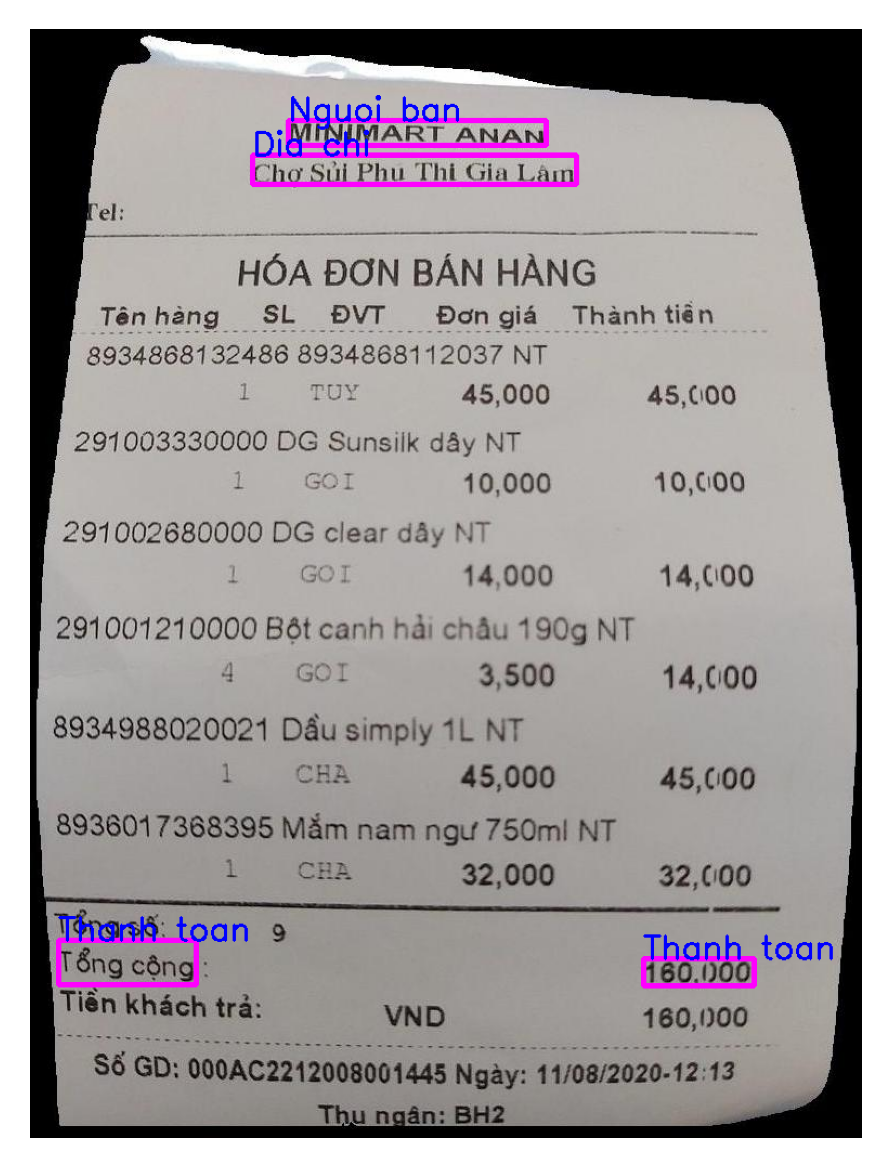 Nguoi ban
MINIMART ANAN
Dia chi
Chợ Sủi Phú Thị Gia Lâm
Tel:
HÓA ĐƠN BÁN HÀNG
Tên hàng SL ĐVT Đơn giá Thành tiền
8934868132486 8934868112037 NT
1 TUY 45,000 45,000
291003330000 DG Sunsilk dây NT
1 GOI 10,000 10,000
291002680000 DG clear dây NT
1 GOI 14,000 14,000
291001210000 Bột canh hải châu 190g NT
4 GOI 3,500 14,000
8934988020021 Dầu simply 1L NT
1 CHA 45,000 45,000
8936017368395 Mắm nam ngư 750ml NT
1 CHA 32,000 32,000
Tổng số: 9
Thanh toan Thanh toan
Tổng cộng : 160.000
Tiền khách trả: VND 160,000
Số GD: 000AC2212008001445 Ngày: 11/08/2020-12:13
Thu ngân: BH2